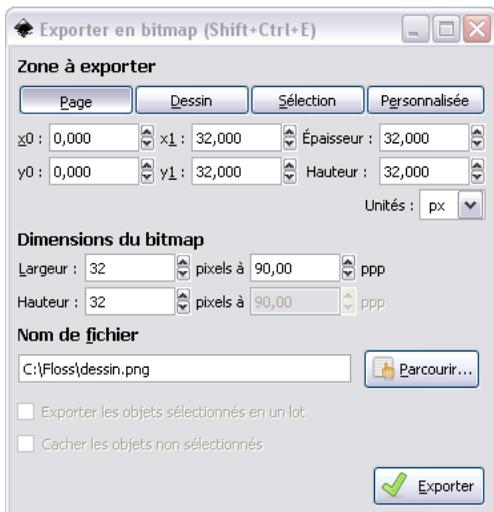 Exporter en bitmap (Shift+Ctrl+E)
Zone à exporter
Page Dessin Sélection Personnalisée
x0 : 0,000 x1 : 32,000 Épaisseur : 32,000
y0 : 0,000 y1 : 32,000 Hauteur : 32,000
Unités : px
Dimensions du bitmap
Largeur : 32 pixels à 90,00 ppp
Hauteur : 32 pixels à 90,00 ppp
Nom de fichier
C:\Floss\dessin.png Parcourir...
Exporter les objets sélectionnés en un lot
Cacher les objets non sélectionnés
Exporter